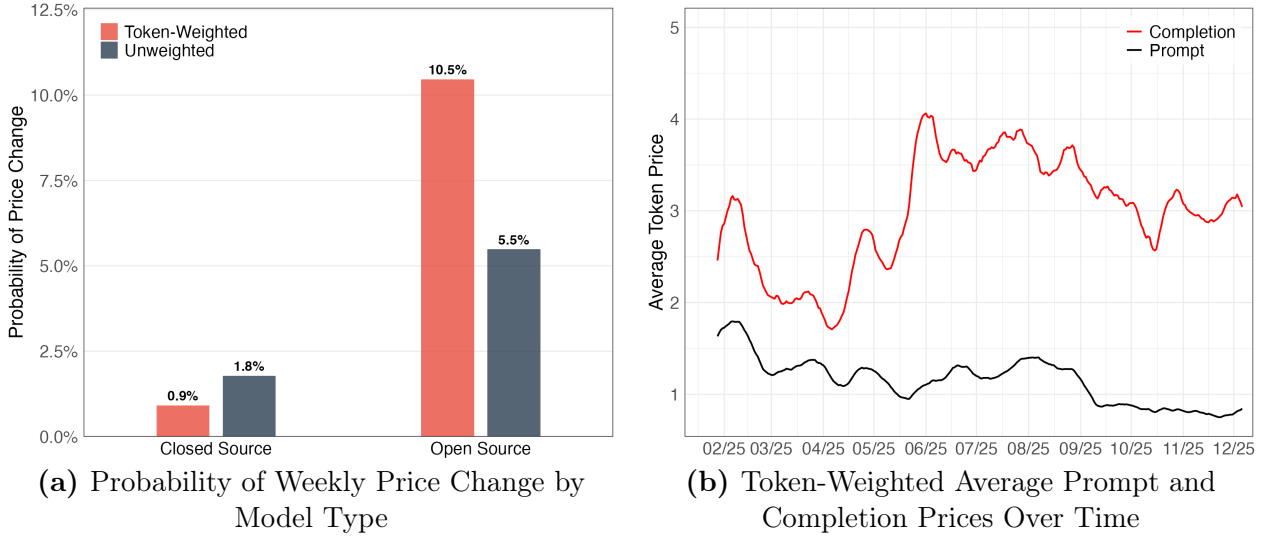 12.5%
10.0%
7.5%
5.0%
2.5%
0.0%
Probability of Price Change
Token-Weighted
Unweighted
0.9%
1.8%
10.5%
5.5%
Closed Source
Open Source
(a) Probability of Weekly Price Change by
Model Type
5
4
3
2
1
Average Token Price
Completion
Prompt
02/25 03/25 04/25 05/25 06/25 07/25 08/25 09/25 10/25 11/25 12/25
(b) Token-Weighted Average Prompt and
Completion Prices Over Time